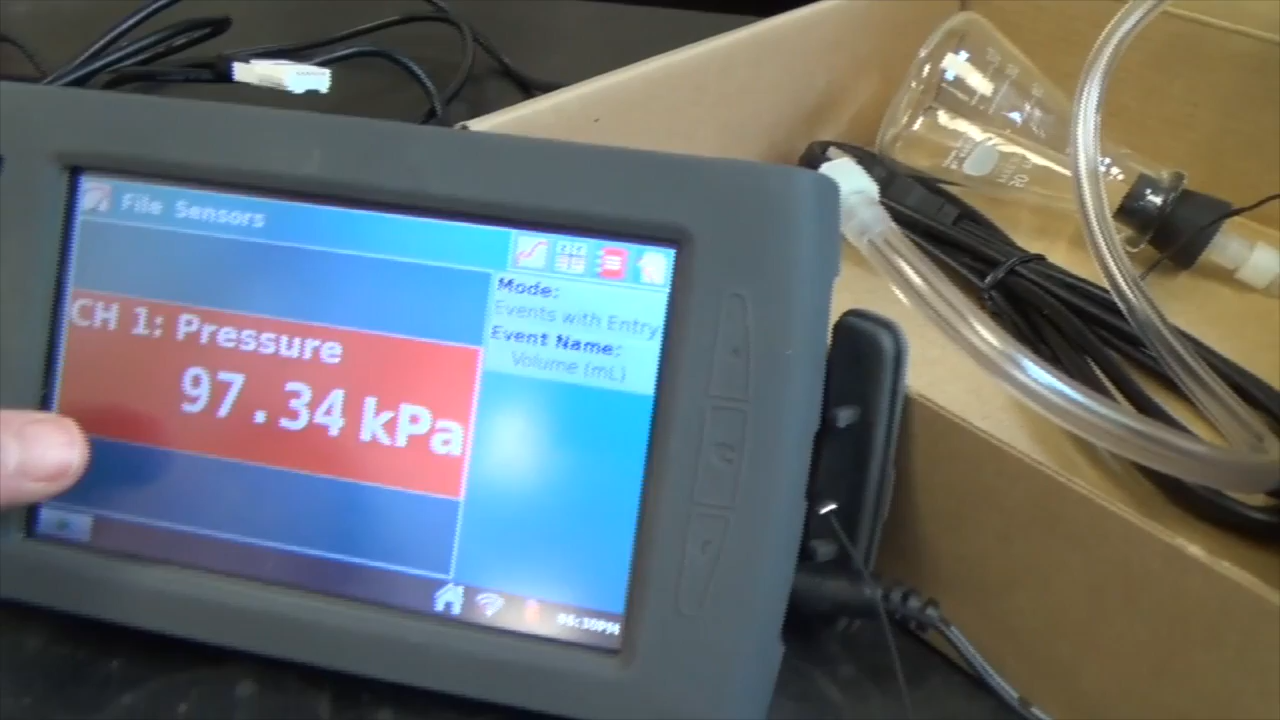 File Sensors
CH 1: Pressure
97.34 kPa
Mode:
Events with Entry
Event Name:
Volume (mL)